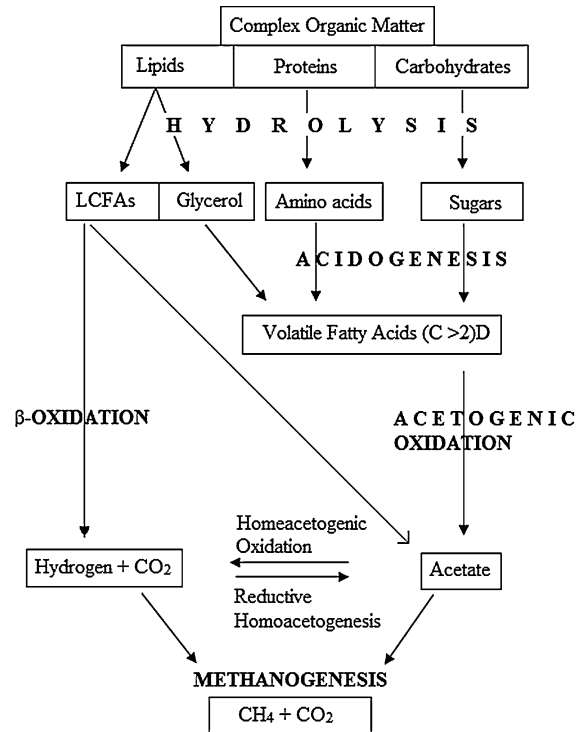 Complex Organic Matter
Lipids Proteins Carbohydrates
H Y D R O L Y S I S
LCFAs Glycerol Amino acids Sugars
A C I D O G E N E S I S
Volatile Fatty Acids (C >2)D
β-OXIDATION
A C E T O G E N I C
OXIDATION
Homeacetogenic
Oxidation
Hydrogen + CO₂ Acetate
Reductive
Homoacetogenesis
METHANOGENESIS
CH₄ + CO₂